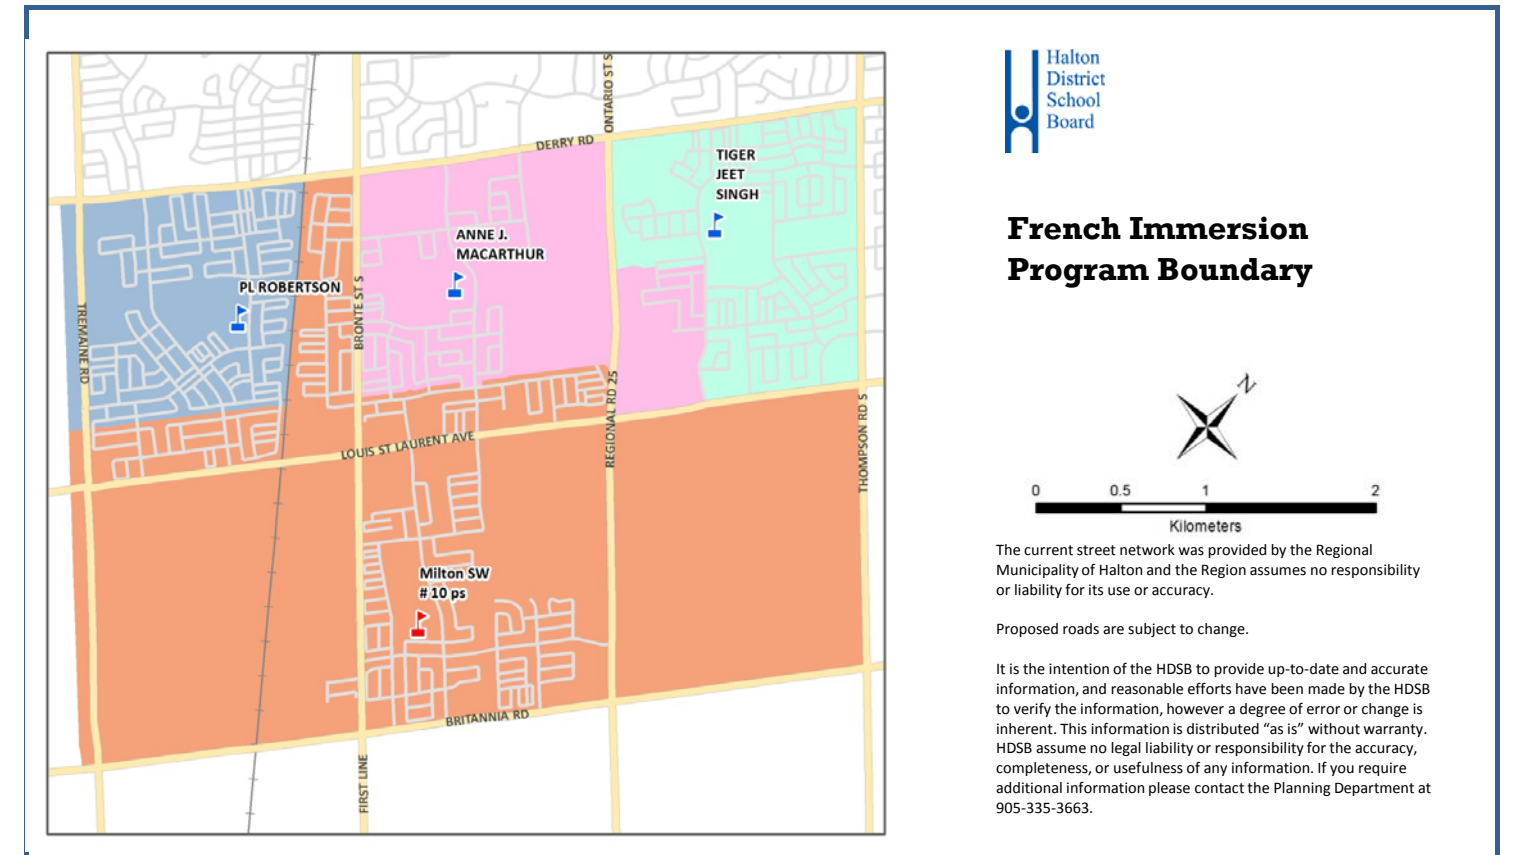 ONTARIO ST S
DERRY RD
TIGER
JEET
SINGH
ANNE J.
MACARTHUR
PL ROBERTSON
TREMAINE RD
BRONTE ST S
REGIONAL RD 25
THOMPSON RD S
LOUIS ST LAURENT AVE
Milton SW
# 10 ps
BRITANNIA RD
FIRST LINE
Halton
District
School
Board
French Immersion
Program Boundary
N
0 0.5 1 2
Kilometers
The current street network was provided by the Regional
Municipality of Halton and the Region assumes no responsibility
or liability for its use or accuracy.
Proposed roads are subject to change.
It is the intention of the HDSB to provide up-to-date and accurate
information, and reasonable efforts have been made by the HDSB
to verify the information, however a degree of error or change is
inherent. This information is distributed “as is” without warranty.
HDSB assume no legal liability or responsibility for the accuracy,
completeness, or usefulness of any information. If you require
additional information please contact the Planning Department at
905-335-3663.